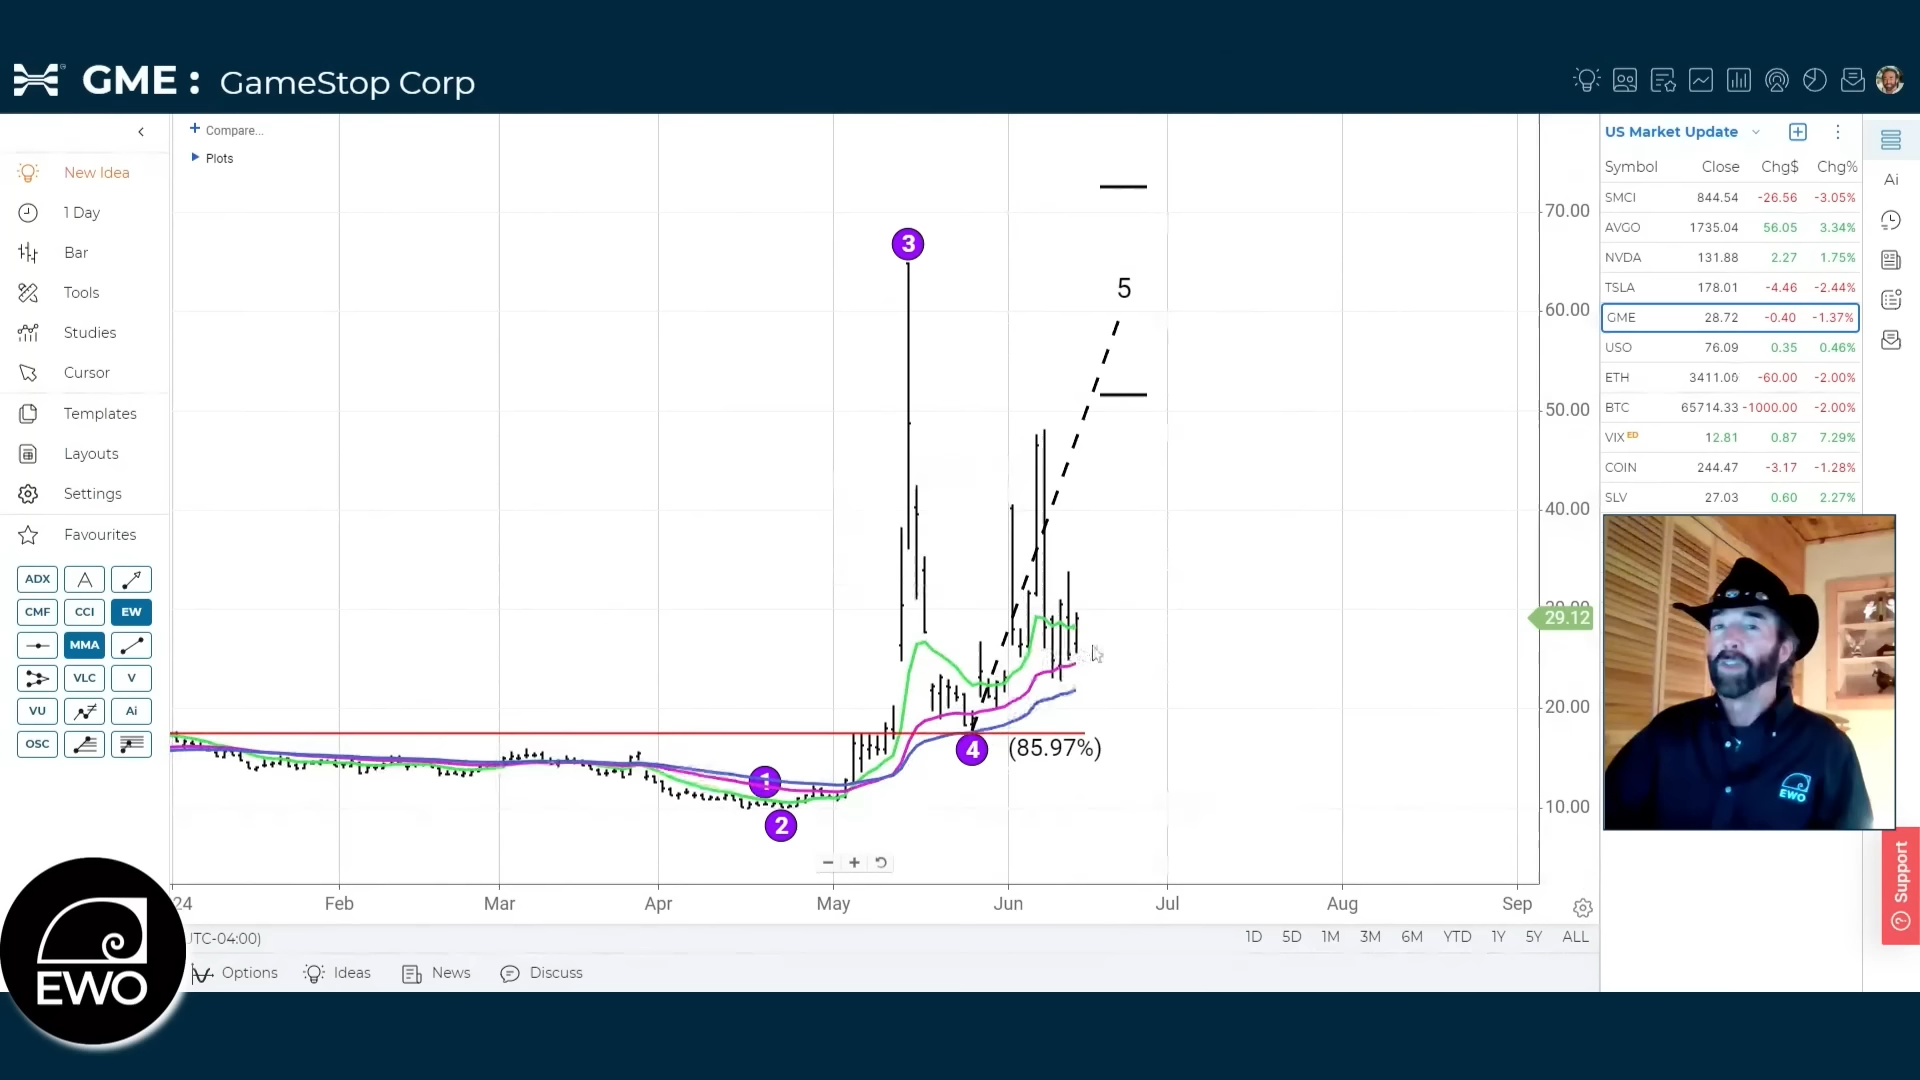 GME : GameStop Corp
Compare...
Plots
New Idea
1 Day
Bar
Tools
Studies
Cursor
Templates
Layouts
Settings
Favourites
ADX A
CMF CCI EW
MMA
VLC V
VU Ai
OSC
3
5
1
2
4
(85.97%)
70.00
60.00
50.00
40.00
30.00
29.12
20.00
10.00
24 Feb Mar Apr May Jun Jul Aug Sep
UTC-04:00)
1D 5D 1M 3M 6M YTD 1Y 5Y ALL
Options Ideas News Discuss
EWO
US Market Update
Symbol Close Chg$ Chg%
SMCI 844.54 -26.56 -3.05%
AVGO 1735.04 56.05 3.34%
NVDA 131.88 2.27 1.75%
TSLA 178.01 -4.46 -2.44%
GME 28.72 -0.40 -1.37%
USO 76.09 0.35 0.46%
ETH 3411.00 -60.00 -2.00%
BTC 65714.33 -1000.00 -2.00%
VIX ED 12.81 0.87 7.29%
COIN 244.47 -3.17 -1.28%
SLV 27.03 0.60 2.27%
Ai
EWO
Support